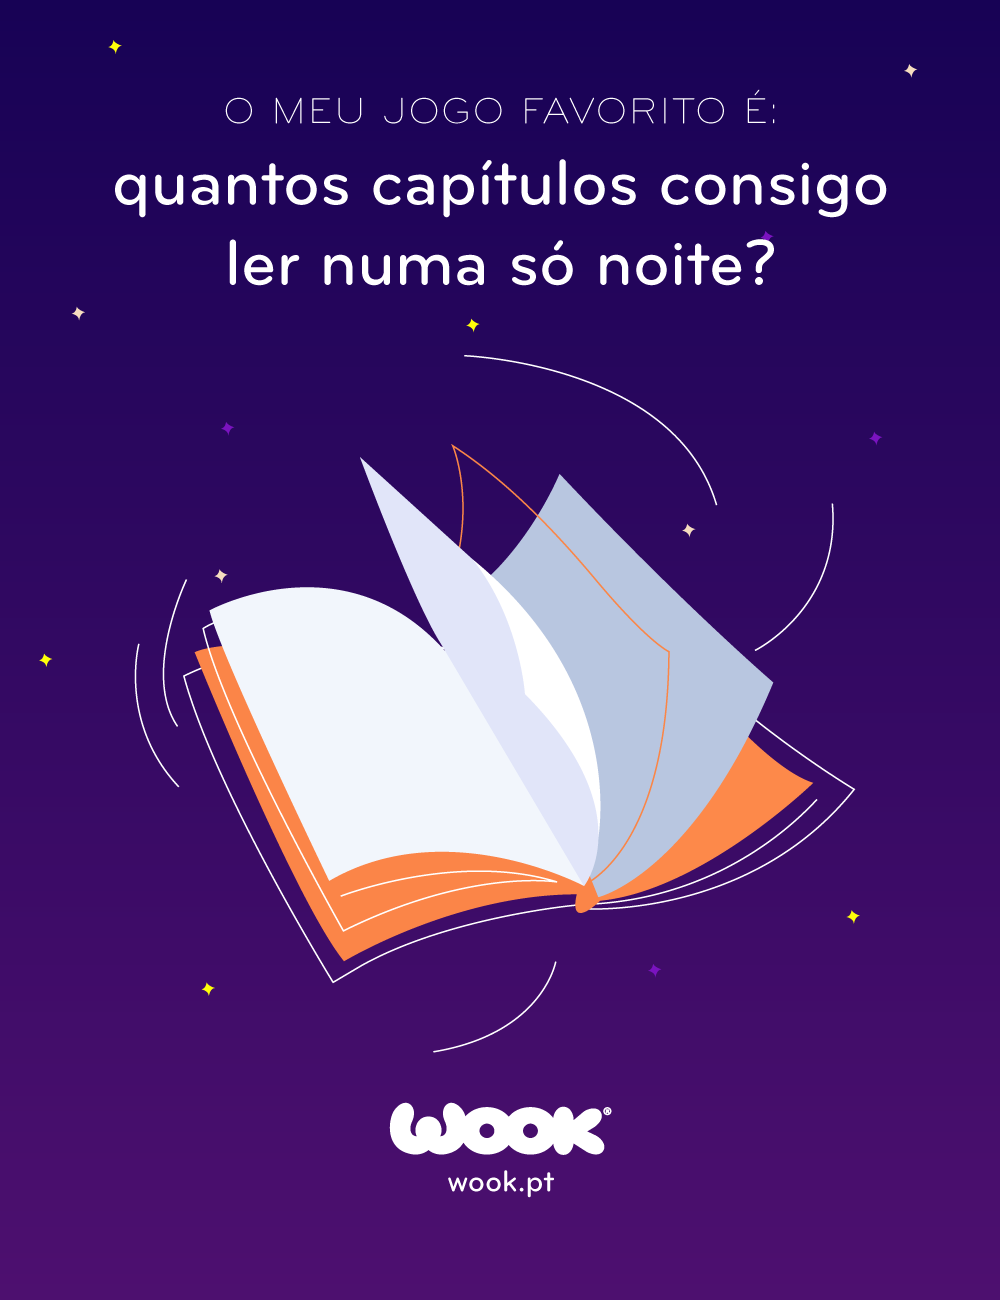 O MEU JOGO FAVORITO É:
quantos capítulos consigo
ler numa só noite?
WOOK®
wook.pt